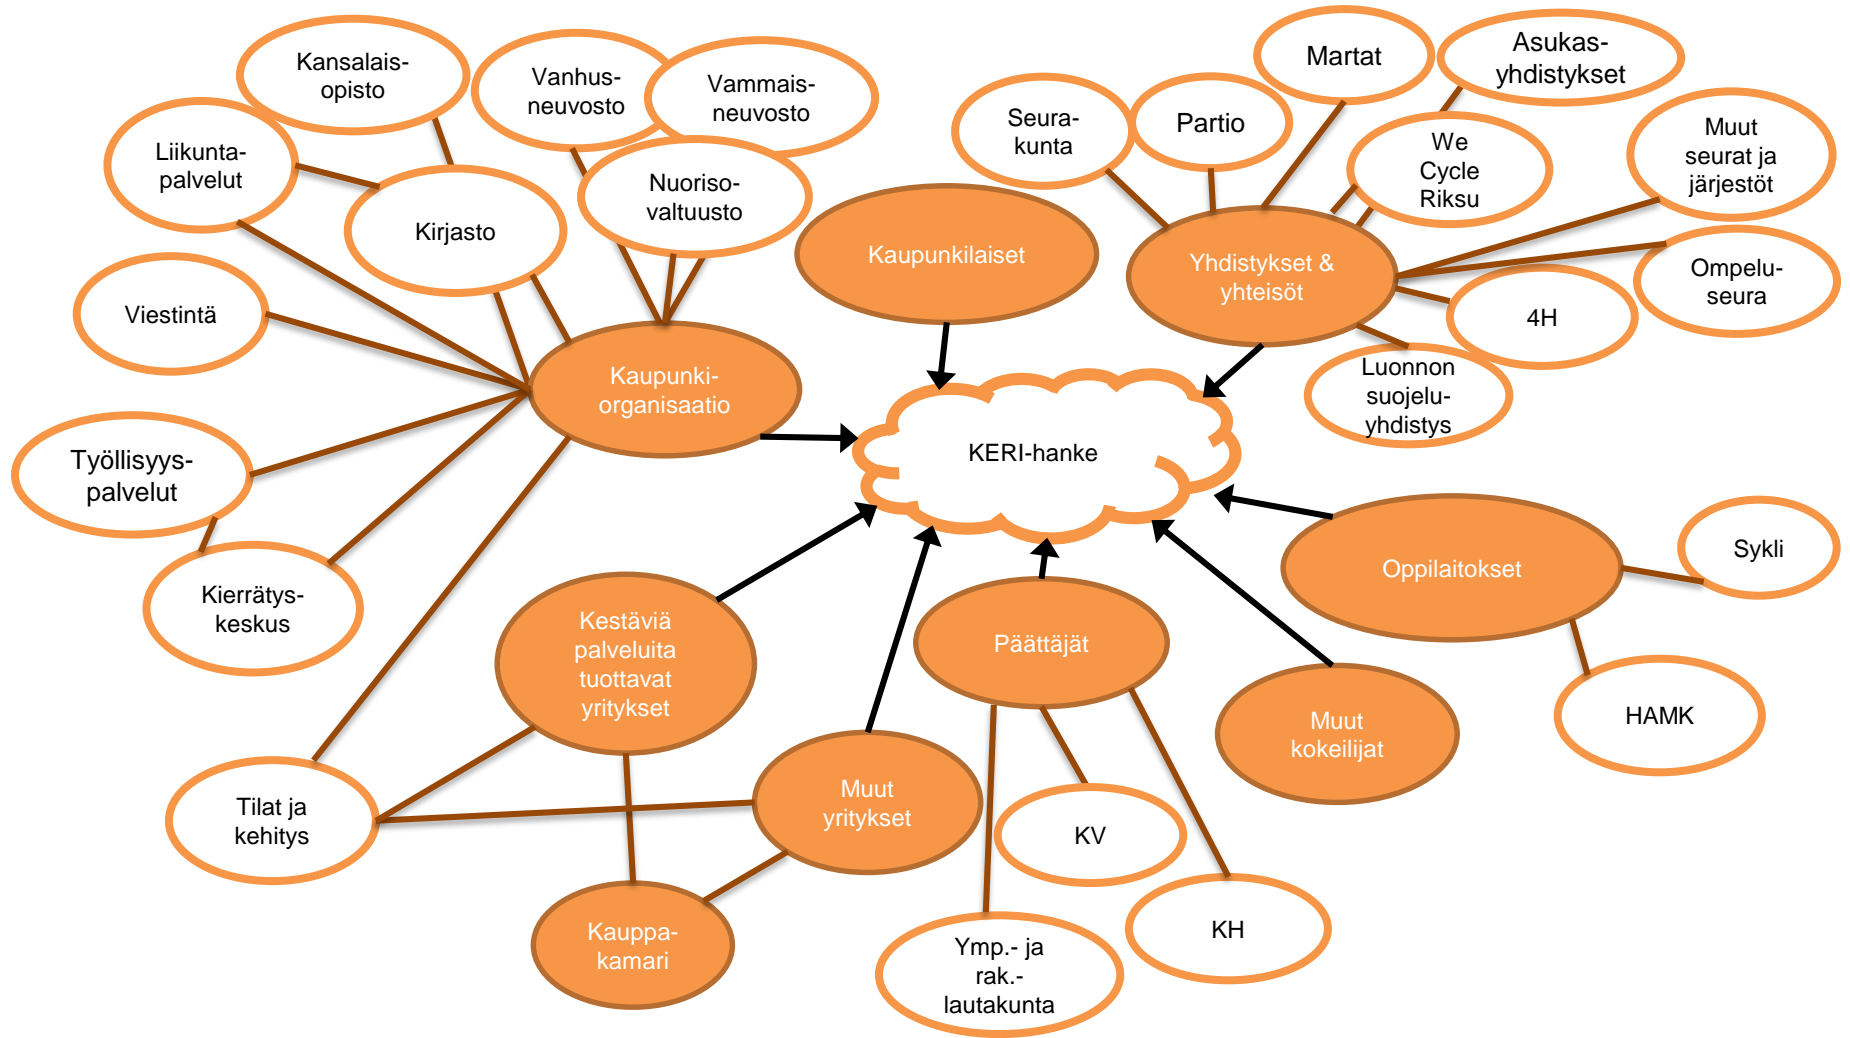 Kansalais-
opisto
Vanhus-
neuvosto
Vammais-
neuvosto
Martat
Asukas-
yhdistykset
Liikunta-
palvelut
Kirjasto
Nuoriso-
valtuusto
Seura-
kunta
Partio
We
Cycle
Riksu
Muut
seurat ja
järjestöt
Kaupunkilaiset
Yhdistykset &
yhteisöt
Ompelu-
seura
Viestintä
4H
Kaupunki-
organisaatio
Luonnon
suojelu-
yhdistys
KERI-hanke
Työllisyys-
palvelut
Kierrätys-
keskus
Oppilaitokset
Sykli
Kestäviä
palveluita
tuottavat
yritykset
Päättäjät
Muut
kokeilijat
HAMK
Tilat ja
kehitys
Muut
yritykset
KV
Kauppa-
kamari
KH
Ymp.- ja
rak.-
lautakunta